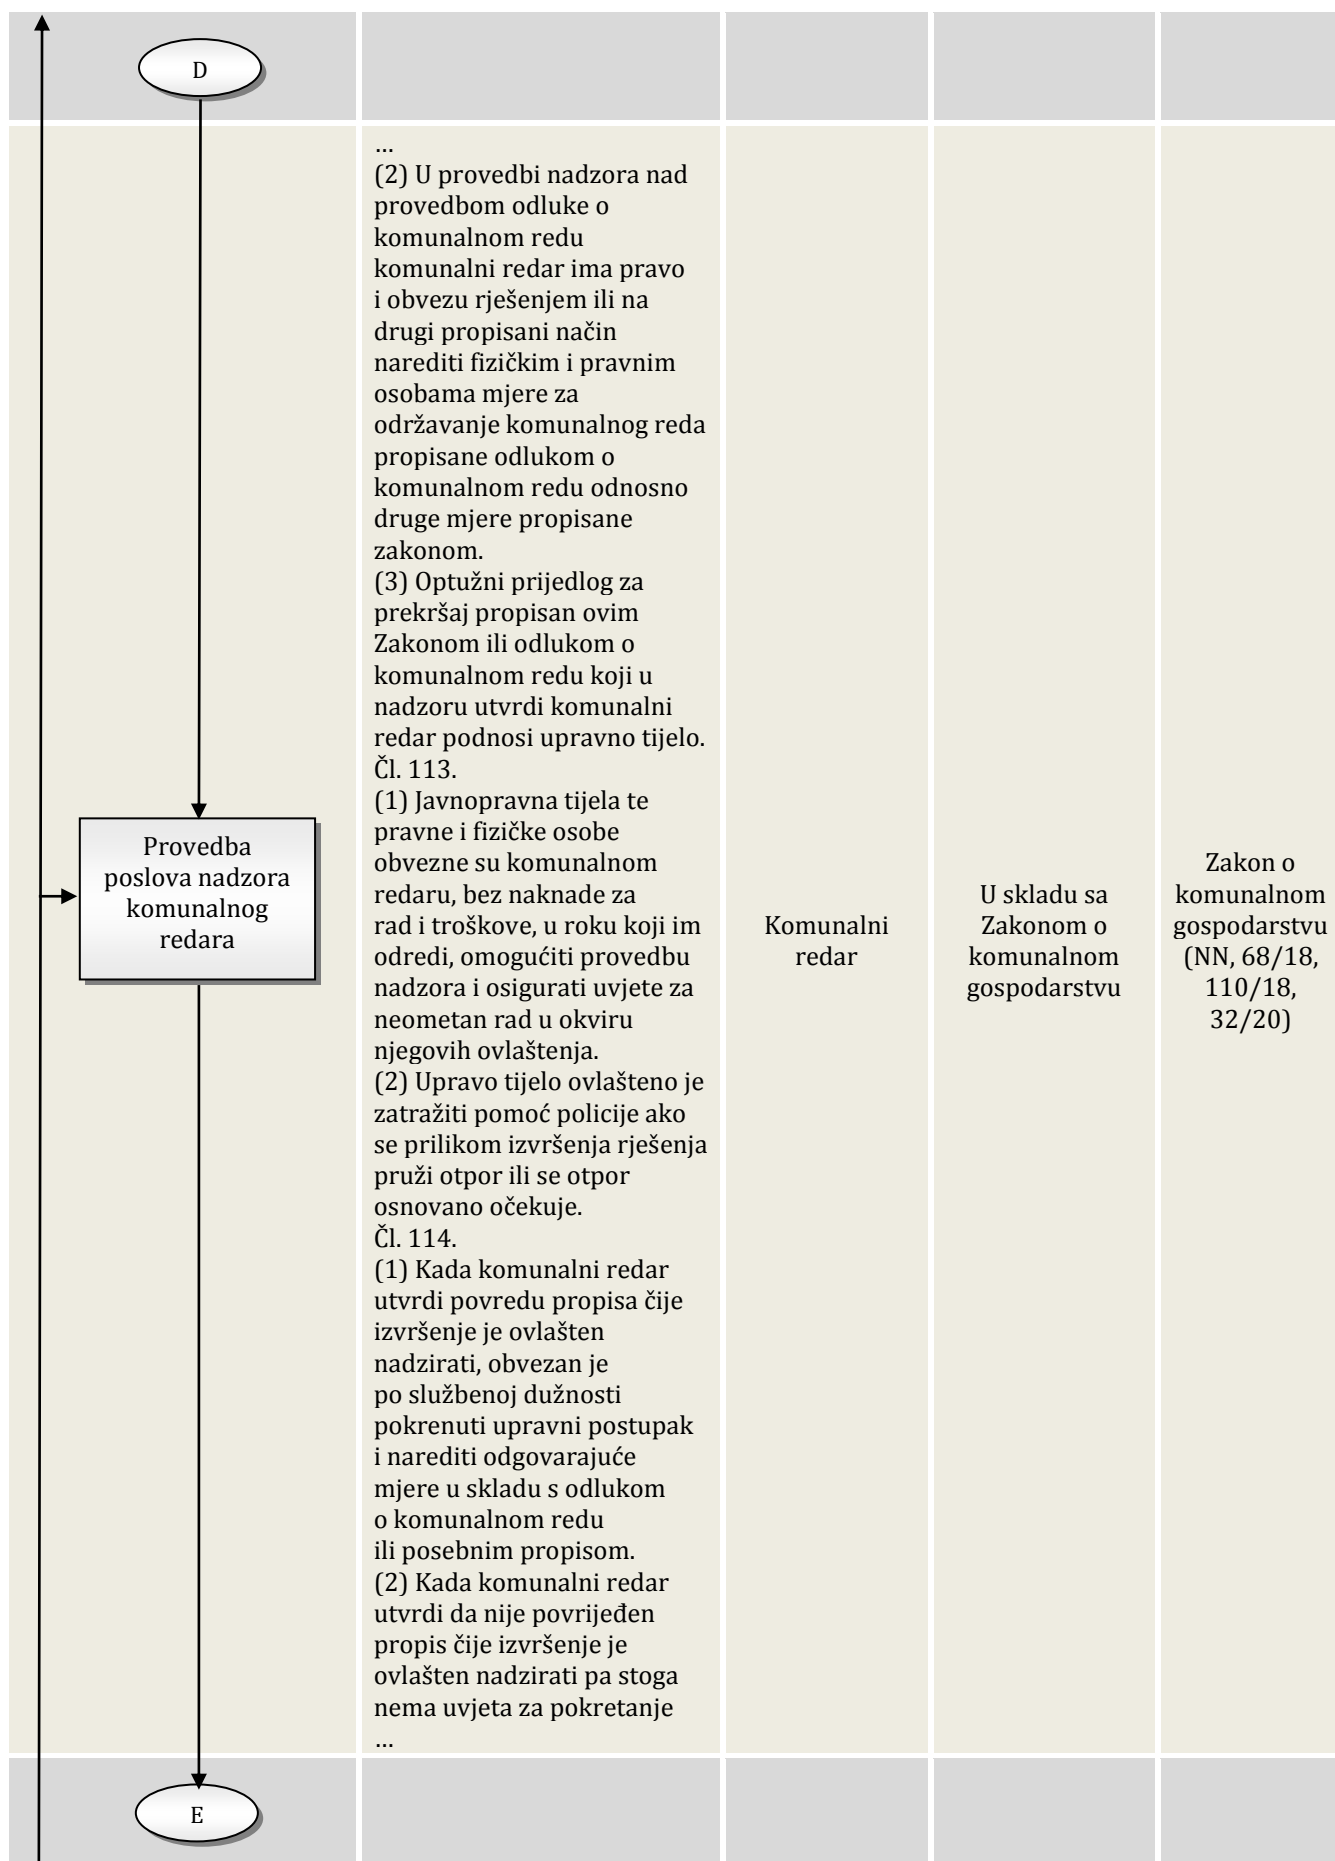 D
Provedba
poslova nadzora
komunalnog
redara
…
(2) U provedbi nadzora nad
provedbom odluke o
komunalnom redu
komunalni redar ima pravo
i obvezu rješenjem ili na
drugi propisani način
narediti fizičkim i pravnim
osobama mjere za
održavanje komunalnog reda
propisane odlukom o
komunalnom redu odnosno
druge mjere propisane
zakonom.
(3) Optužni prijedlog za
prekršaj propisan ovim
Zakonom ili odlukom o
komunalnom redu koji u
nadzoru utvrdi komunalni
redar podnosi upravno tijelo.
Čl. 113.
(1) Javnopravna tijela te
pravne i fizičke osobe
obvezne su komunalnom
redaru, bez naknade za
rad i troškove, u roku koji im
odredi, omogućiti provedbu
nadzora i osigurati uvjete za
neometan rad u okviru
njegovih ovlaštenja.
(2) Upravo tijelo ovlašteno je
zatražiti pomoć policije ako
se prilikom izvršenja rješenja
pruži otpor ili se otpor
osnovano očekuje.
Čl. 114.
(1) Kada komunalni redar
utvrdi povredu propisa čije
izvršenje je ovlašten
nadzirati, obvezan je
po službenoj dužnosti
pokrenuti upravni postupak
i narediti odgovarajuće
mjere u skladu s odlukom
o komunalnom redu
ili posebnim propisom.
(2) Kada komunalni redar
utvrdi da nije povrijeđen
propis čije izvršenje je
ovlašten nadzirati pa stoga
nema uvjeta za pokretanje
…
Komunalni
redar
U skladu sa
Zakonom o
komunalnom
gospodarstvu
Zakon o
komunalnom
gospodarstvu
(NN, 68/18,
110/18,
32/20)
E